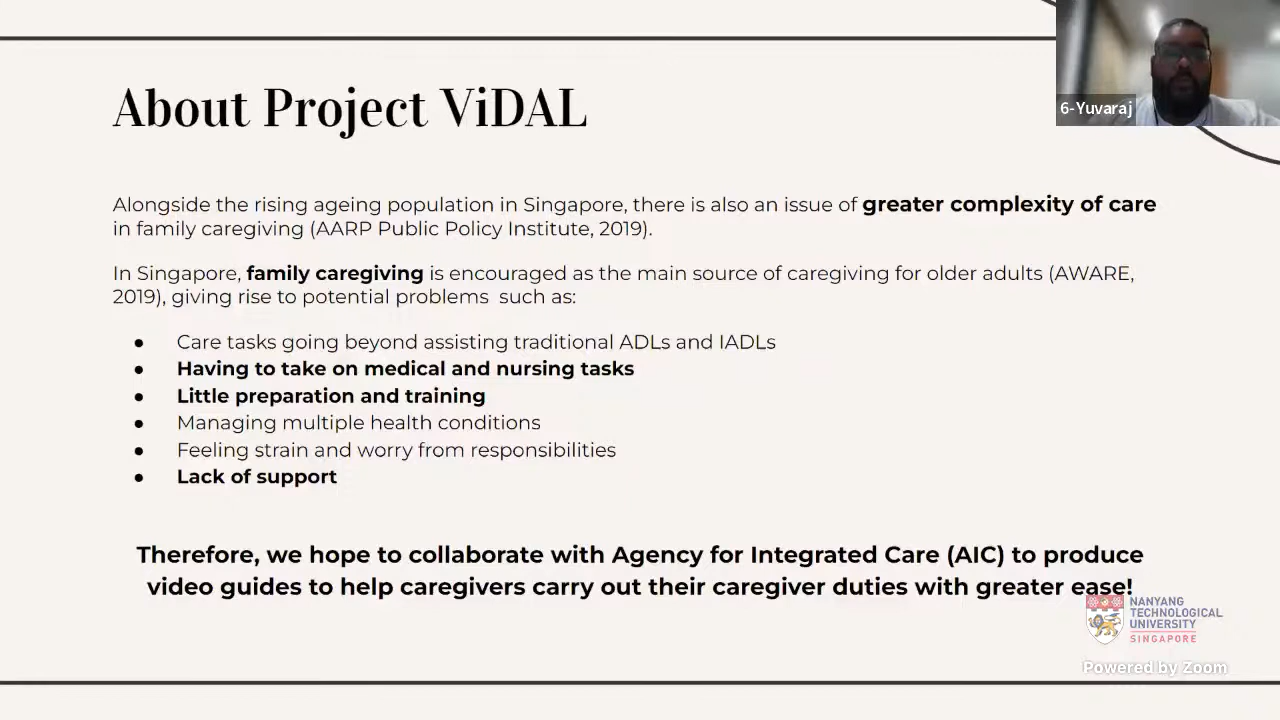 6-Yuvaraj
About Project ViDAL
Alongside the rising ageing population in Singapore, there is also an issue of greater complexity of care
in family caregiving (AARP Public Policy Institute, 2019).
In Singapore, family caregiving is encouraged as the main source of caregiving for older adults (AWARE,
2019), giving rise to potential problems  such as:
● Care tasks going beyond assisting traditional ADLs and IADLs
● Having to take on medical and nursing tasks
● Little preparation and training
● Managing multiple health conditions
● Feeling strain and worry from responsibilities
● Lack of support
Therefore, we hope to collaborate with Agency for Integrated Care (AIC) to produce
video guides to help caregivers carry out their caregiver duties with greater ease!
NANYANG
TECHNOLOGICAL
UNIVERSITY
SINGAPORE
Powered by Zoom